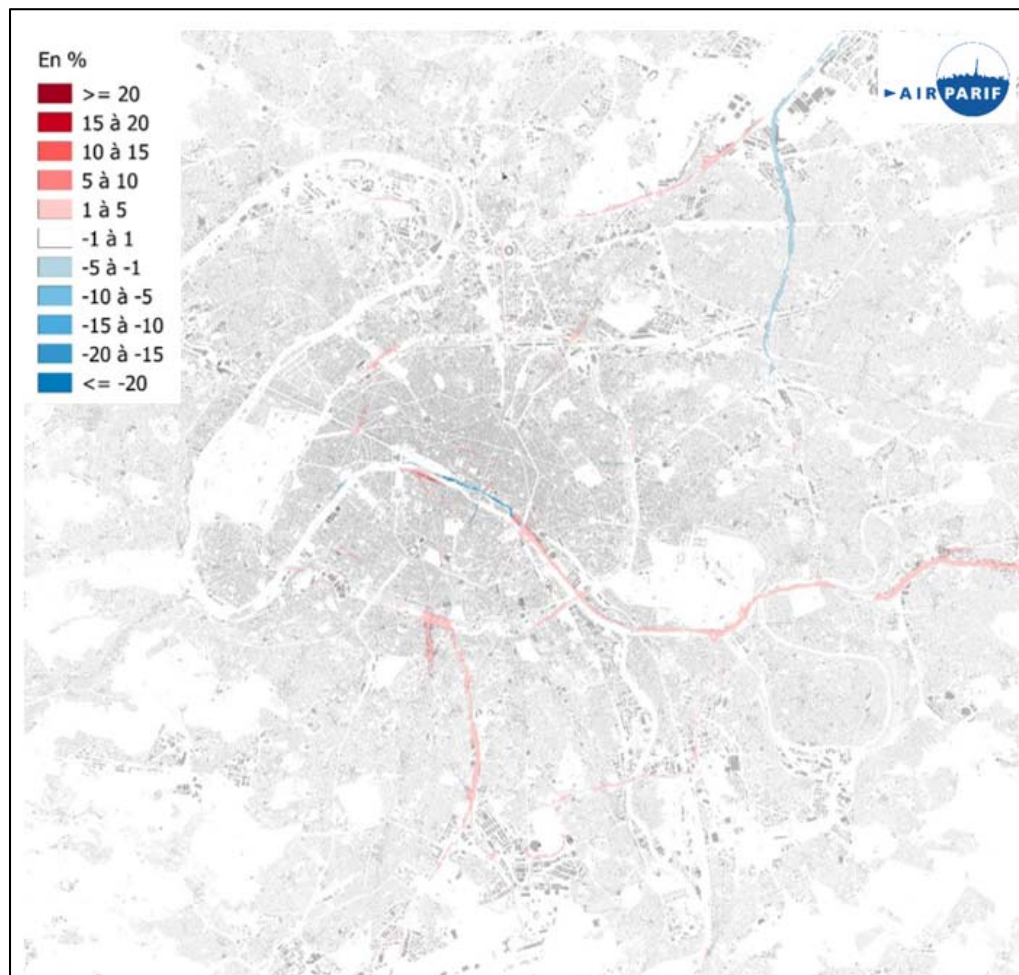 En %
>= 20
15 à 20
10 à 15
5 à 10
1 à 5
-1 à 1
-5 à -1
-10 à -5
-15 à -10
-20 à -15
<= -20
AIRPARIF